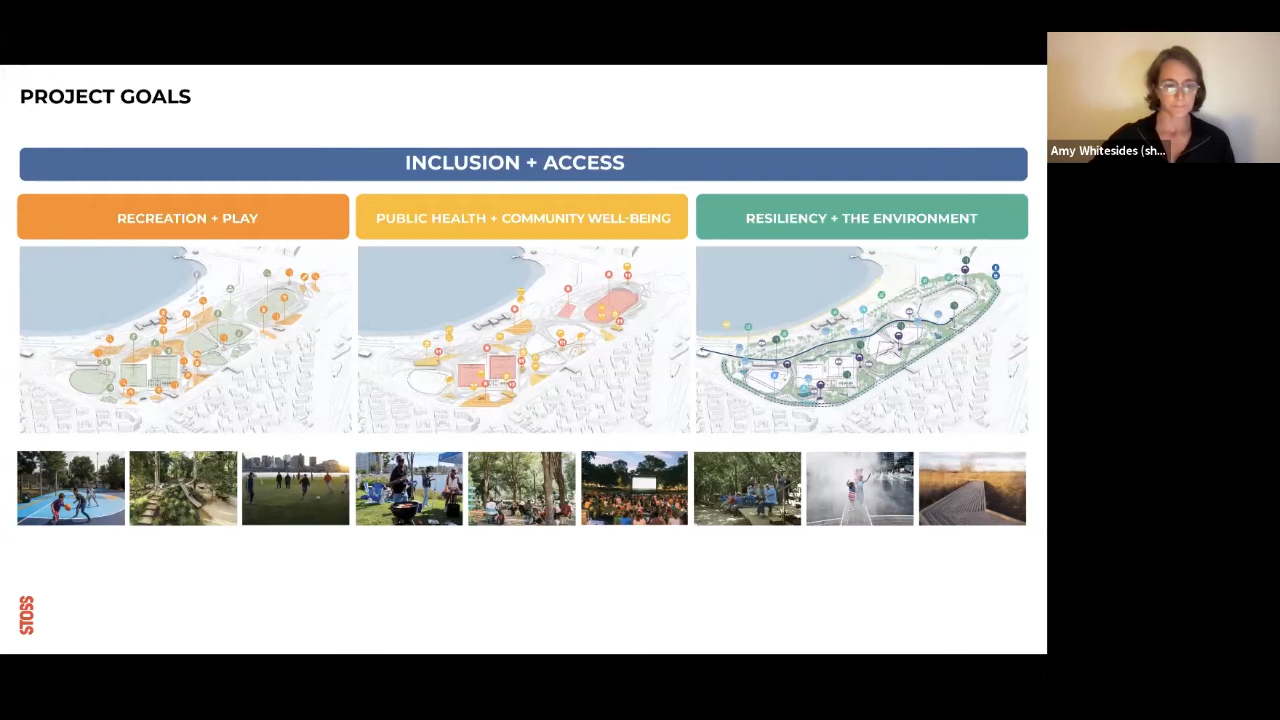 PROJECT GOALS
INCLUSION + ACCESS
RECREATION + PLAY
PUBLIC HEALTH + COMMUNITY WELL-BEING
RESILIENCY + THE ENVIRONMENT
Amy Whitesides (sh...
STOSS